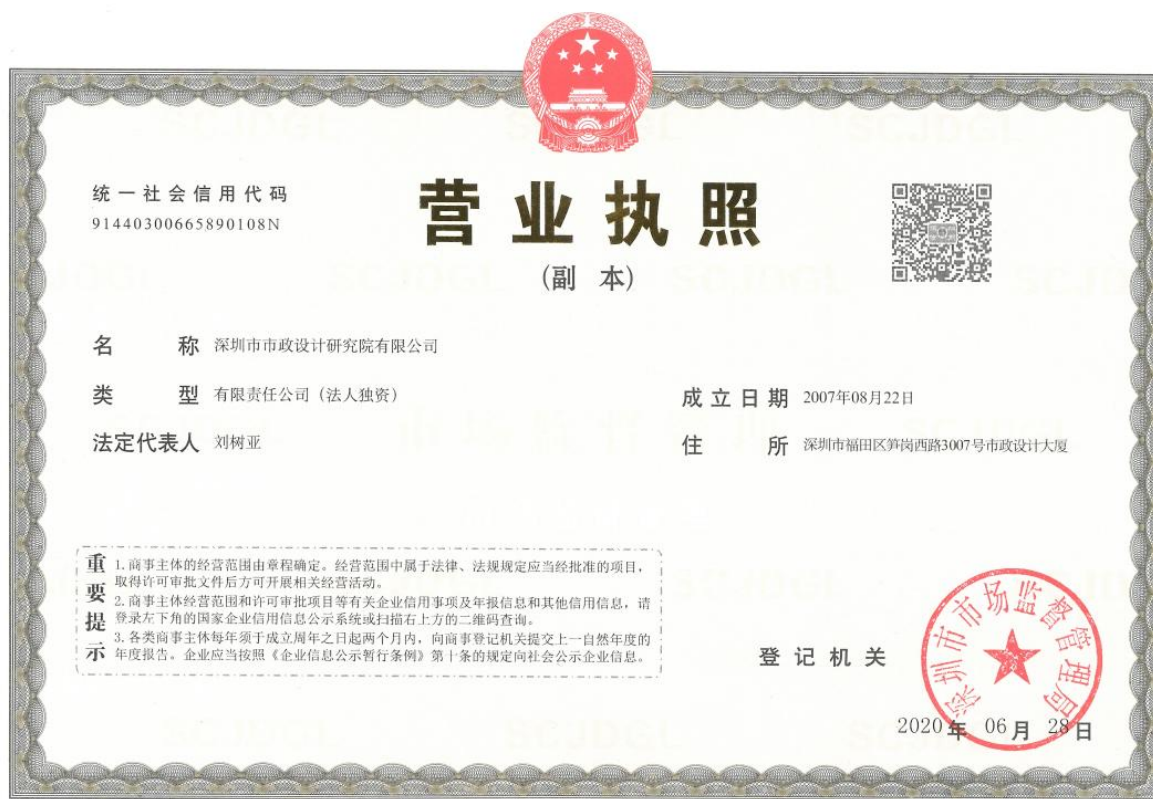 统一社会信用代码
91440300665890108N
营业执照
(副 本)
名 称 深圳市市政设计研究院有限公司
类 型 有限责任公司（法人独资）
成立日期 2007年08月22日
法定代表人 刘树亚
住 所 深圳市福田区笋岗西路3007号市政设计大厦
重要提示
1.商事主体的经营范围由章程确定。经营范围中属于法律、法规规定应当经批准的项目，
取得许可审批文件后方可开展相关经营活动。
2.商事主体经营范围和许可审批项目等有关企业信用事项及年报信息和其他信用信息，请
登录左下角的国家企业信用信息公示系统或扫描右上方的二维码查询。
3.各类商事主体每年须于成立周年之日起两个月内，向商事登记机关提交上一自然年度的
年度报告。企业应当按照《企业信息公示暂行条例》第十条的规定向社会公示企业信息。
登记机关
深圳市市场监督管理局
2020年 06月 28日
SCJDGL